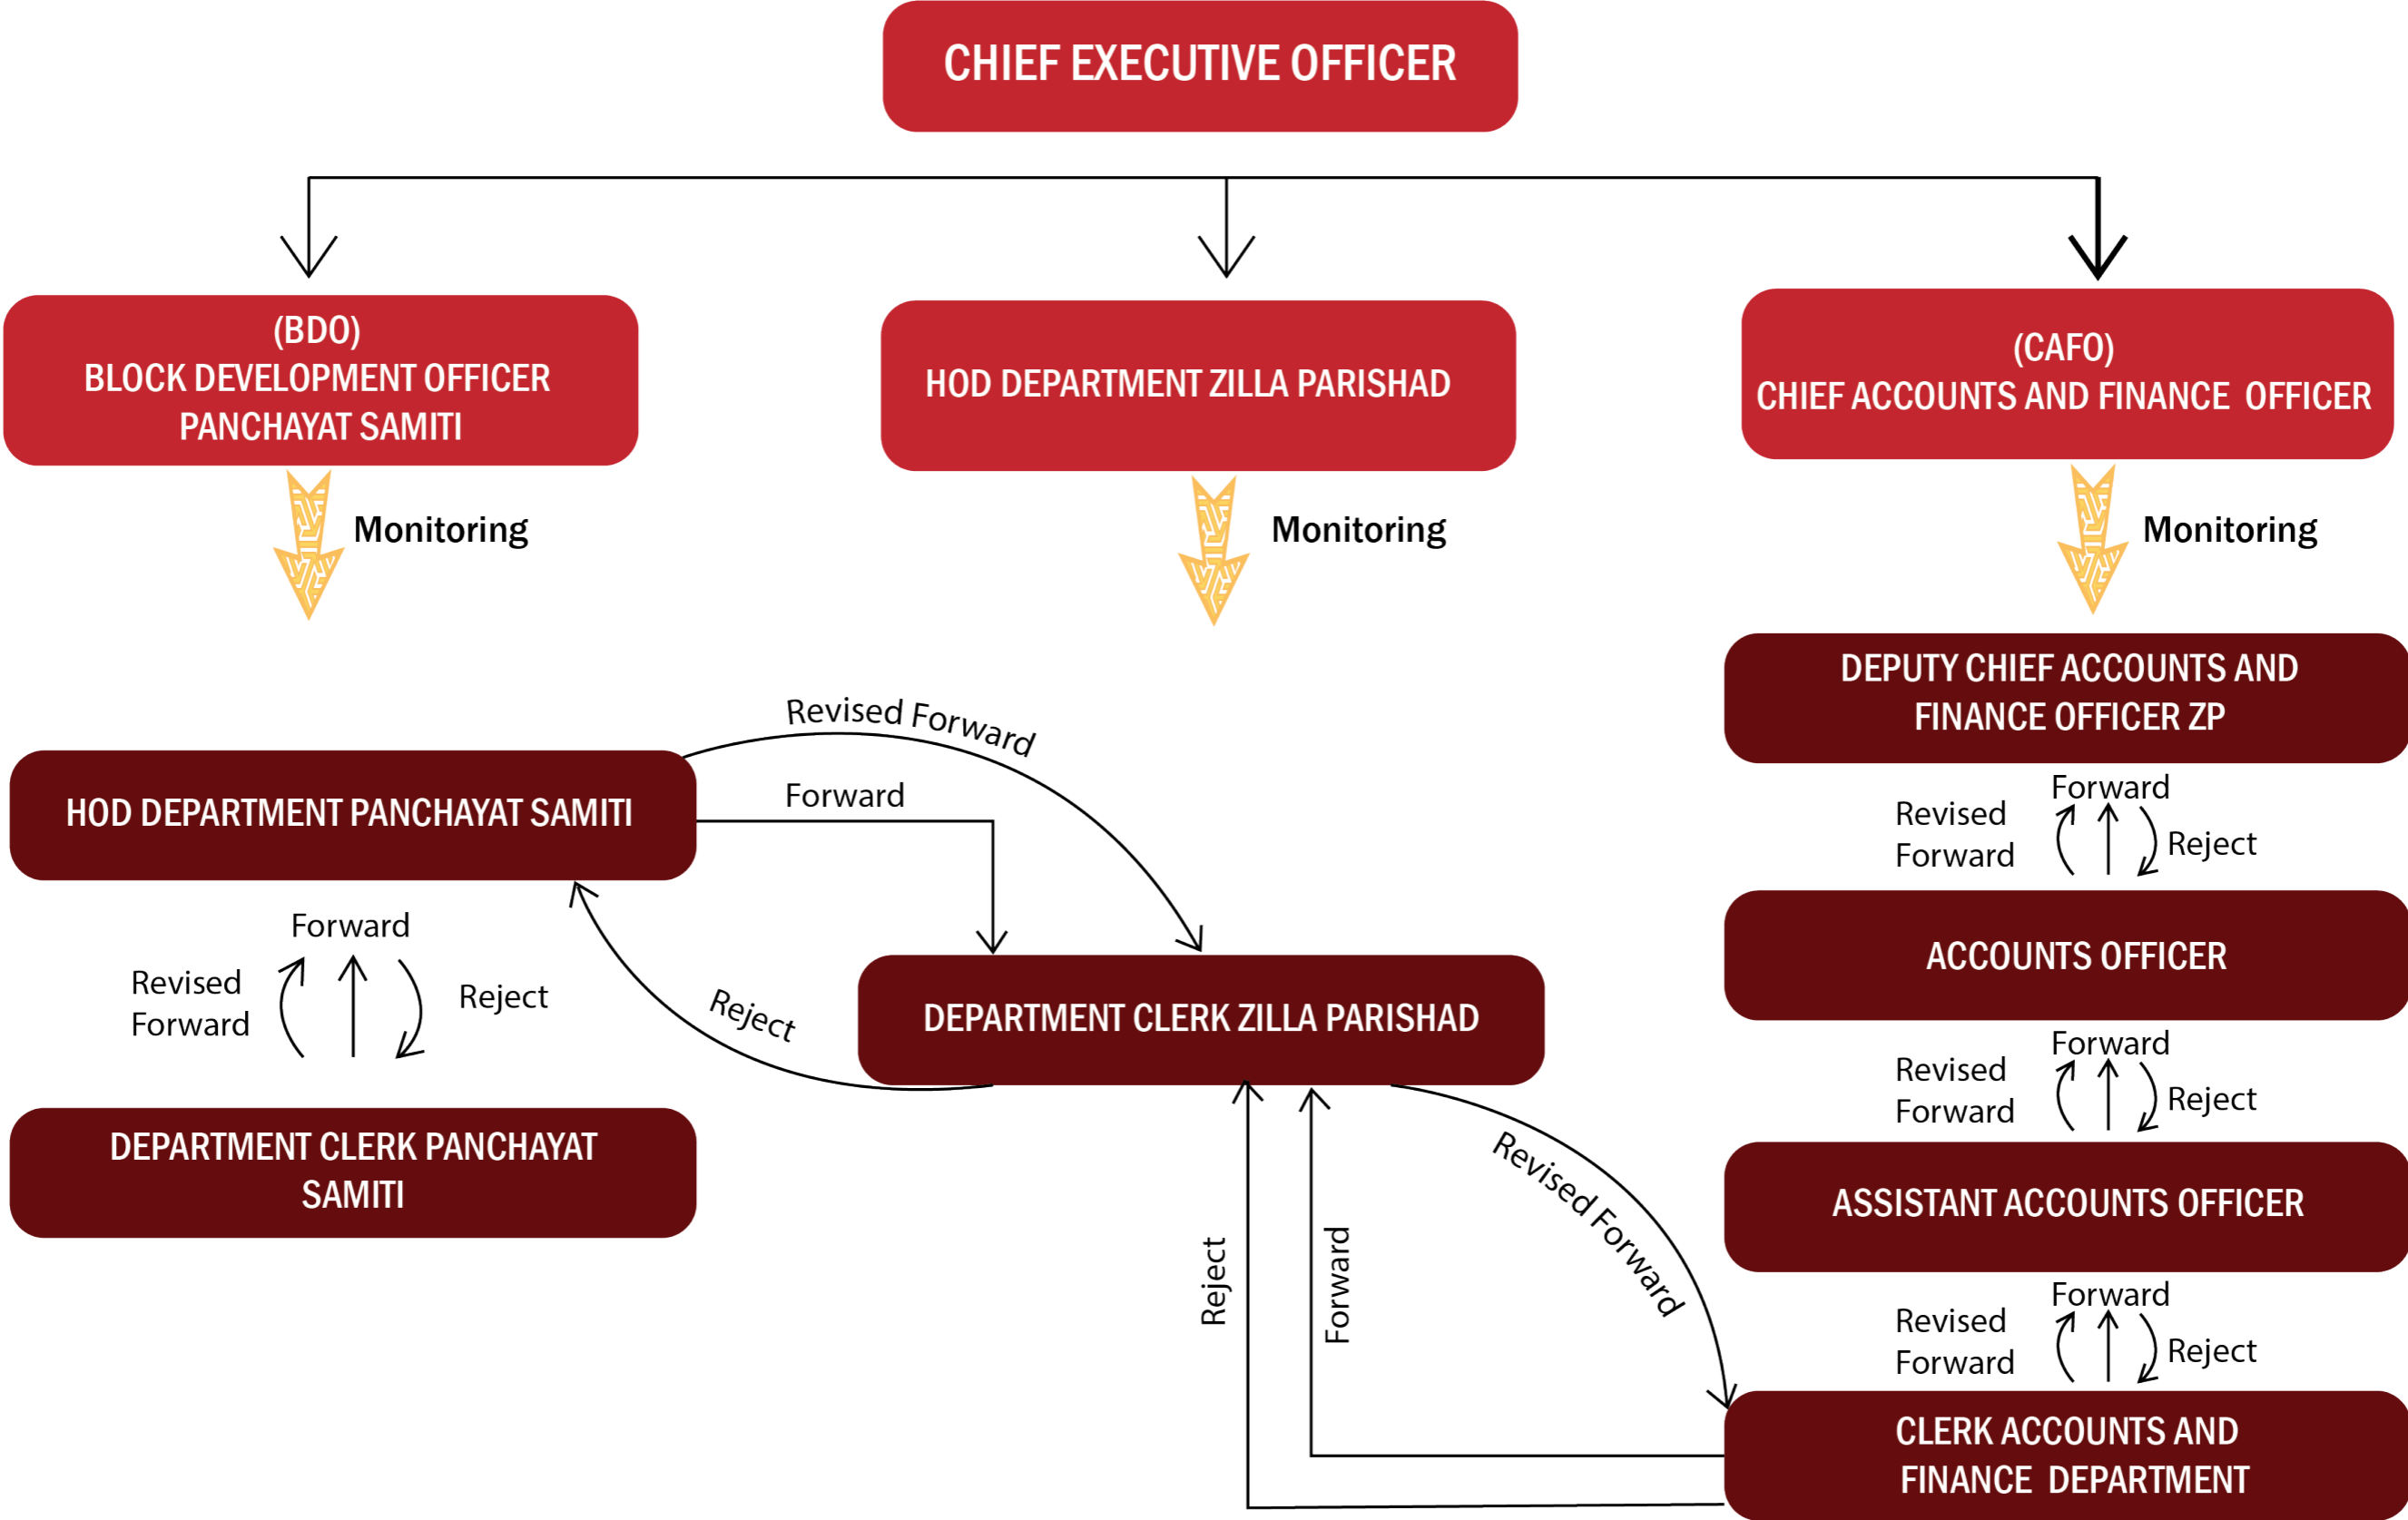 CHIEF EXECUTIVE OFFICER
(BDO)
BLOCK DEVELOPMENT OFFICER
PANCHAYAT SAMITI
HOD DEPARTMENT ZILLA PARISHAD
(CAFO)
CHIEF ACCOUNTS AND FINANCE OFFICER
Monitoring
Monitoring
Monitoring
HOD DEPARTMENT PANCHAYAT SAMITI
Revised Forward
Forward
Forward
Revised
Forward
Reject
Reject
DEPARTMENT CLERK PANCHAYAT
SAMITI
DEPARTMENT CLERK ZILLA PARISHAD
Reject
Forward
Revised Forward
DEPUTY CHIEF ACCOUNTS AND
FINANCE OFFICER ZP
Forward
Revised
Forward
Reject
ACCOUNTS OFFICER
Forward
Revised
Forward
Reject
ASSISTANT ACCOUNTS OFFICER
Forward
Revised
Forward
Reject
CLERK ACCOUNTS AND
FINANCE DEPARTMENT